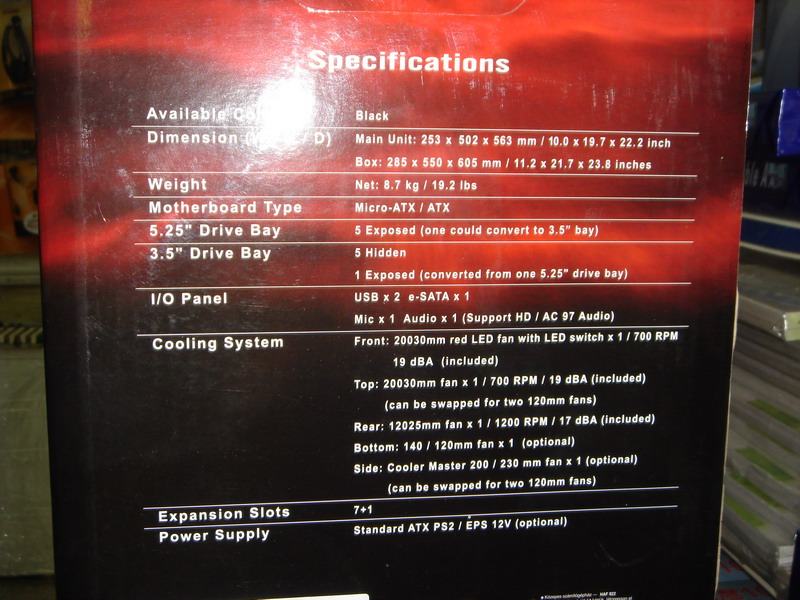 Specifications
Available Black
Dimension D) Main Unit: 253 x 502 x 563 mm / 10.0 x 19.7 x 22.2 inch
Box: 285 x 550 x 605 mm / 11.2 x 21.7 x 23.8 inches
Weight Net: 8.7 kg / 19.2 lbs
Motherboard Type Micro-ATX / ATX
5.25" Drive Bay 5 Exposed (one could convert to 3.5" bay)
3.5" Drive Bay 5 Hidden
1 Exposed (converted from one 5.25" drive bay)
I/O Panel USB x 2 e-SATA x 1
Mic x 1 Audio x 1 (Support HD / AC 97 Audio)
Cooling System Front: 20030mm red LED fan with LED switch x 1 / 700 RPM
19 dBA (included)
Top: 20030mm fan x 1 / 700 RPM / 19 dBA (included)
(can be swapped for two 120mm fans)
Rear: 12025mm fan x 1 / 1200 RPM / 17 dBA (included)
Bottom: 140 / 120mm fan x 1 (optional)
Side: Cooler Master 200 / 230 mm fan x 1 (optional)
(can be swapped for two 120mm fans)
Expansion Slots 7+1
Power Supply Standard ATX PS2 / EPS 12V (optional)
HAF 922